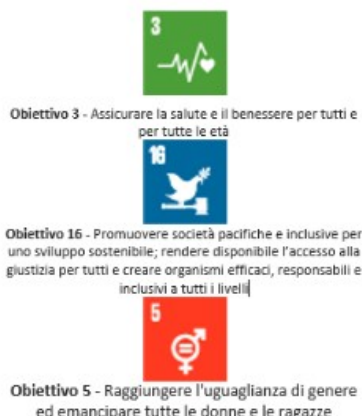 3
Obiettivo 3 - Assicurare la salute e il benessere per tutti e
per tutte le età
16
Obiettivo 16 - Promuovere società pacifiche e inclusive per
uno sviluppo sostenibile; rendere disponibile l'accesso alla
giustizia per tutti e creare organismi efficaci, responsabili e
inclusivi a tutti i livelli
5
Obiettivo 5 - Raggiungere l'uguaglianza di genere
ed emancipare tutte le donne e le ragazze